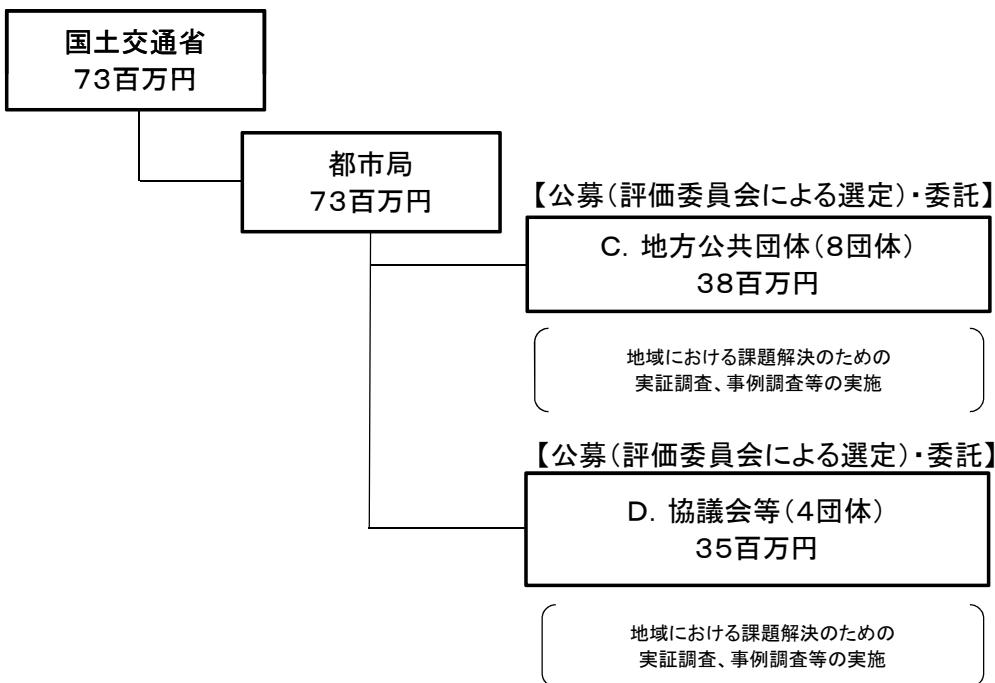 国土交通省
73百万円
都市局
73百万円
【公募(評価委員会による選定)・委託】
C. 地方公共団体(8団体)
38百万円
地域における課題解決のための
実証調査、事例調査等の実施
【公募(評価委員会による選定)・委託】
D. 協議会等(4団体)
35百万円
地域における課題解決のための
実証調査、事例調査等の実施